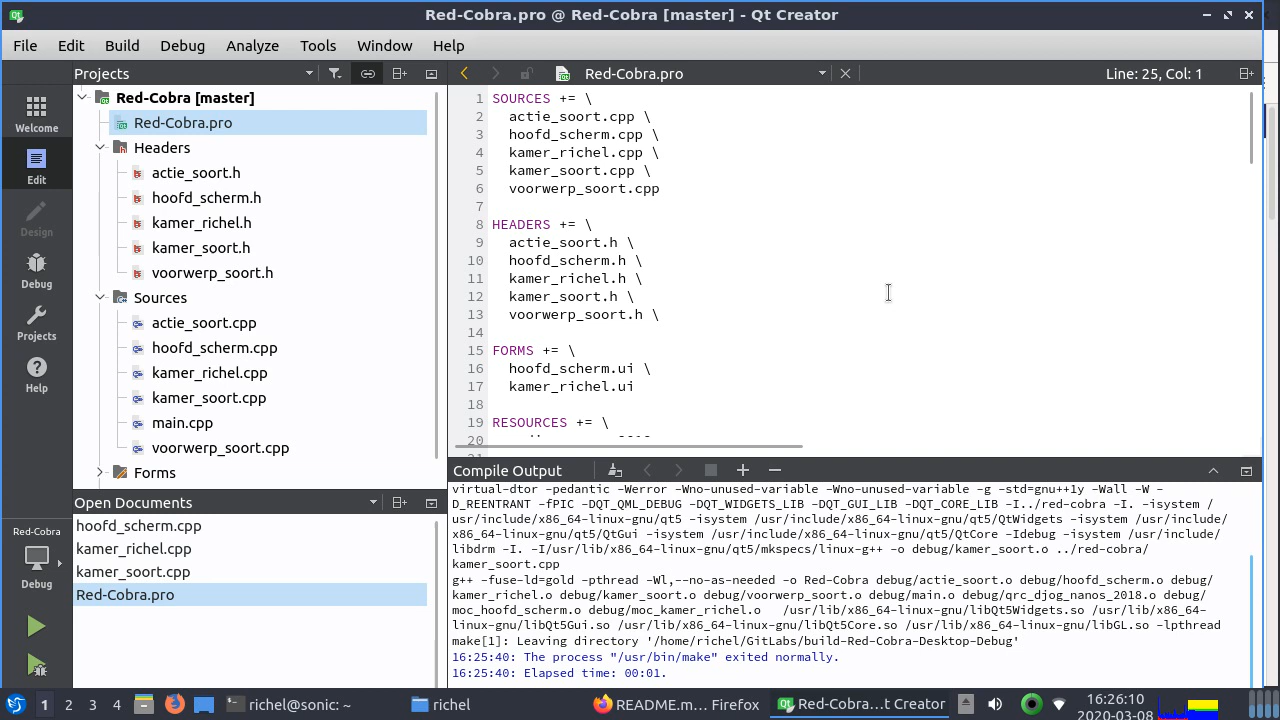 Red-Cobra.pro @ Red-Cobra [master] - Qt Creator
File Edit Build Debug Analyze Tools Window Help
Projects
Red-Cobra.pro
Line: 25, Col: 1
Welcome
Edit
Design
Debug
Projects
Help
Red-Cobra
Debug
Red-Cobra [master]
Red-Cobra.pro
Headers
actie_soort.h
hoofd_scherm.h
kamer_richel.h
kamer_soort.h
voorwerp_soort.h
Sources
actie_soort.cpp
hoofd_scherm.cpp
kamer_richel.cpp
kamer_soort.cpp
main.cpp
voorwerp_soort.cpp
Forms
Open Documents
hoofd_scherm.cpp
kamer_richel.cpp
kamer_soort.cpp
Red-Cobra.pro
1 SOURCES += \
2 actie_soort.cpp \
3 hoofd_scherm.cpp \
4 kamer_richel.cpp \
5 kamer_soort.cpp \
6 voorwerp_soort.cpp
7
8 HEADERS += \
9 actie_soort.h \
10 hoofd_scherm.h \
11 kamer_richel.h \
12 kamer_soort.h \
13 voorwerp_soort.h \
14
15 FORMS += \
16 hoofd_scherm.ui \
17 kamer_richel.ui
18
19 RESOURCES += \
20
Compile Output
virtual-dtor -pedantic -Werror -Wno-unused-variable -Wno-unused-variable -g -std=gnu++1y -Wall -W -
D_REENTRANT -fPIC -DQT_QML_DEBUG -DQT_WIDGETS_LIB -DQT_GUI_LIB -DQT_CORE_LIB -I../red-cobra -I. -isystem /
usr/include/x86_64-linux-gnu/qt5 -isystem /usr/include/x86_64-linux-gnu/qt5/QtWidgets -isystem /usr/include/
x86_64-linux-gnu/qt5/QtGui -isystem /usr/include/x86_64-linux-gnu/qt5/QtCore -Idebug -isystem /usr/include/
libdrm -I. -I/usr/lib/x86_64-linux-gnu/qt5/mkspecs/linux-g++ -o debug/kamer_soort.o ../red-cobra/
kamer_soort.cpp
g++ -fuse-ld=gold -pthread -Wl,--no-as-needed -o Red-Cobra debug/actie_soort.o debug/hoofd_scherm.o debug/
kamer_richel.o debug/kamer_soort.o debug/voorwerp_soort.o debug/main.o debug/qrc_djog_nanos_2018.o debug/
moc_hoofd_scherm.o debug/moc_kamer_richel.o /usr/lib/x86_64-linux-gnu/libQt5Widgets.so /usr/lib/x86_64-
linux-gnu/libQt5Gui.so /usr/lib/x86_64-linux-gnu/libQt5Core.so /usr/lib/x86_64-linux-gnu/libGL.so -lpthread
make[1]: Leaving directory '/home/richel/GitLabs/build-Red-Cobra-Desktop-Debug'
16:25:40: The process "/usr/bin/make" exited normally.
16:25:40: Elapsed time: 00:01.
1 2 3 4 richel@sonic: ~ richel README.m... Firefox Red-Cobra...t Creator 16:26:10
2020-03-08